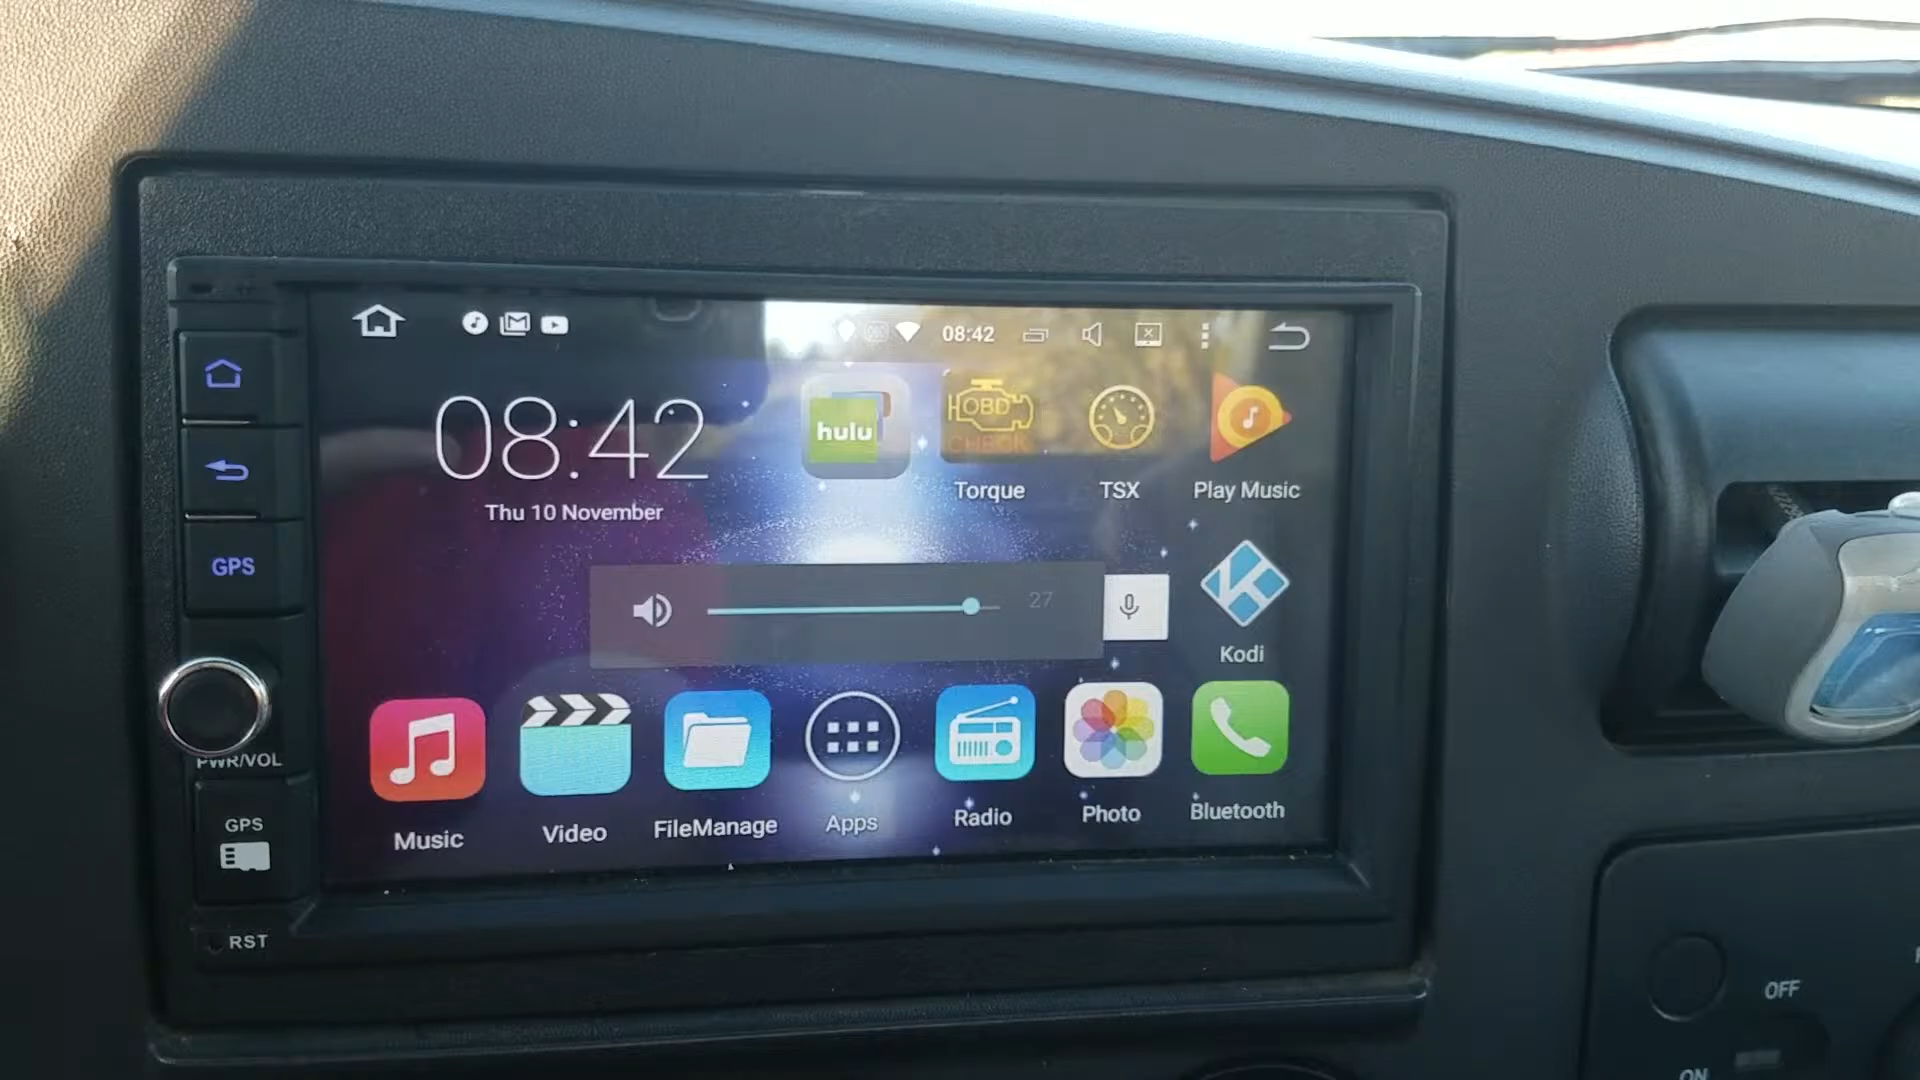 08:42
08:42
Thu 10 November
hulu
OBD
CHECK
Torque
TSX
Play Music
27
Kodi
Music
Video
FileManage
Apps
Radio
Photo
Bluetooth
GPS
PWR/VOL
GPS
RST
OFF
ON